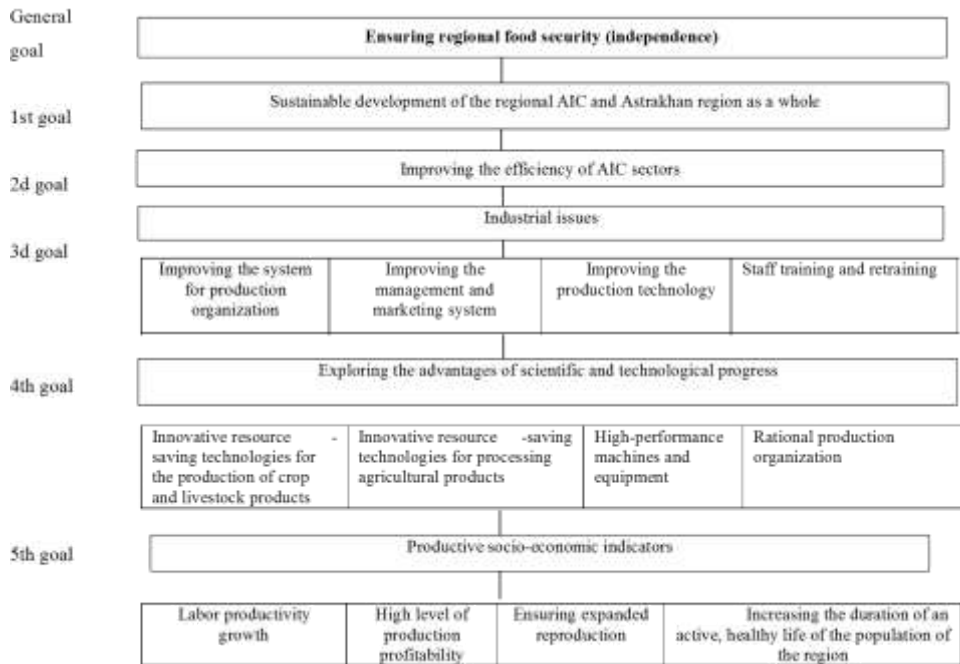 General
goal
Ensuring regional food security (independence)
1st goal
Sustainable development of the regional AIC and Astrakhan region as a whole
2d goal
Improving the efficiency of AIC sectors
3d goal
Industrial issues
Improving the system
for production
organization
Improving the
management and
marketing system
Improving the
production technology
Staff training and retraining
4th goal
Exploring the advantages of scientific and technological progress
Innovative resource -
saving technologies for
the production of crop
and livestock products
Innovative resource -saving
technologies for processing
agricultural products
High-performance
machines and
equipment
Rational production
organization
5th goal
Productive socio-economic indicators
Labor productivity
growth
High level of
production
profitability
Ensuring expanded
reproduction
Increasing the duration of an
active, healthy life of the population of
the region